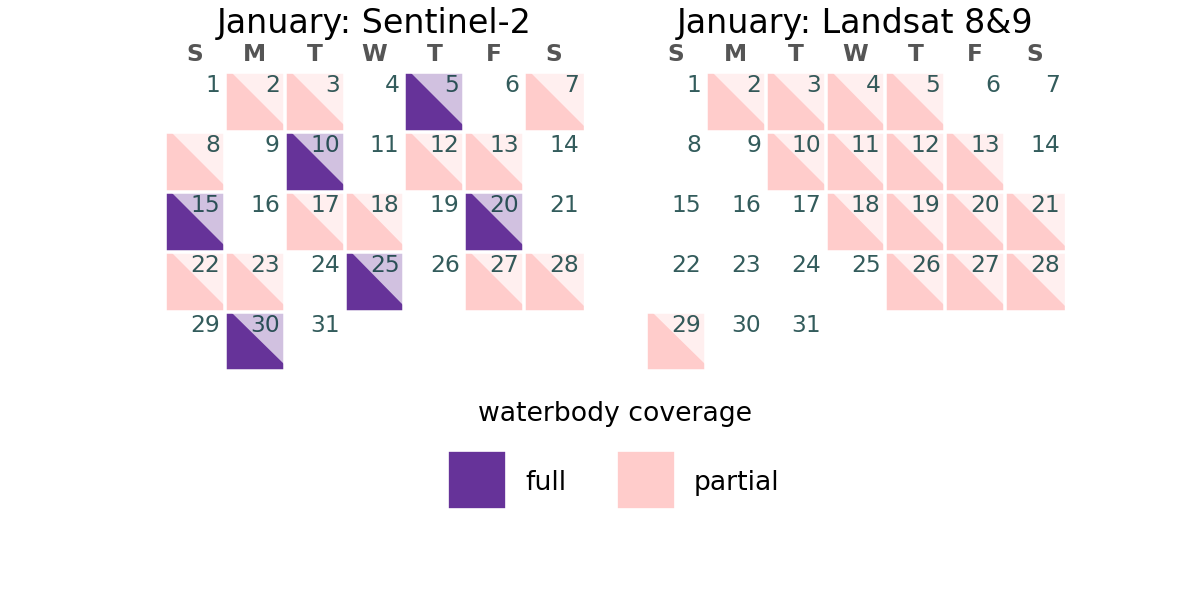 January: Sentinel-2
S M T W T F S
1 2 3 4 5 6 7
8 9 10 11 12 13 14
15 16 17 18 19 20 21
22 23 24 25 26 27 28
29 30 31
January: Landsat 8&9
S M T W T F S
1 2 3 4 5 6 7
8 9 10 11 12 13 14
15 16 17 18 19 20 21
22 23 24 25 26 27 28
29 30 31
waterbody coverage
full partial